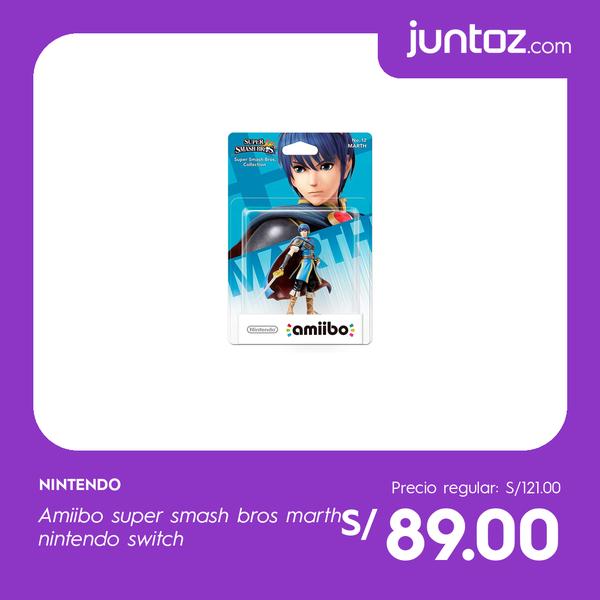 juntoz.com
SUPER
SMASH BROS
Super Smash Bros.
Collection
No. 12
MARTH
MARTH
Nintendo
amiibo
NINTENDO
Amiibo super smash bros marth
nintendo switch
Precio regular: S/121.00
S/ 89.00